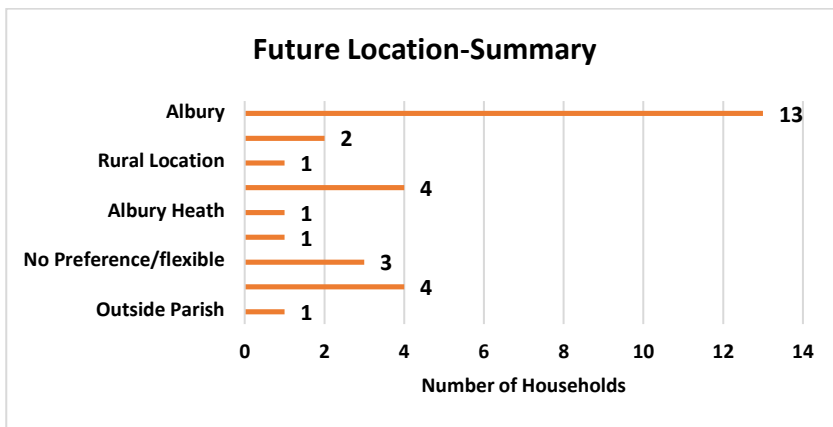 Future Location-Summary
Albury 13
2
Rural Location 1
4
Albury Heath 1
1
No Preference/flexible 3
4
Outside Parish 1
0 2 4 6 8 10 12 14
Number of Households